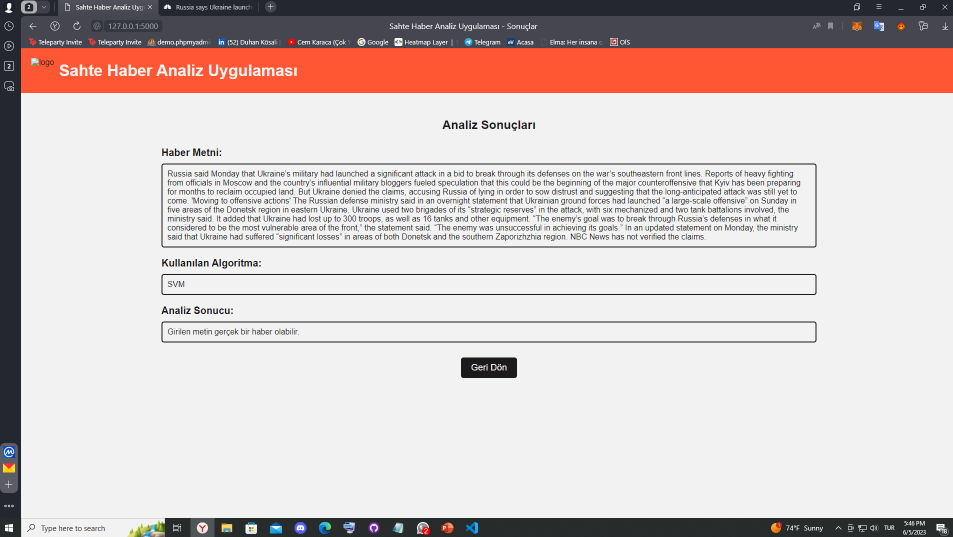 2
Sahte Haber Analiz Uyg
Russia says Ukraine launch
127.0.0.1:5000
Sahte Haber Analiz Uygulaması - Sonuçlar
Teleparty Invite
Teleparty Invite
demo.phpmyadm
(52) Duhan Kösali
Cem Karaca (Çok
Google
Heatmap Layer |
Telegram
Acasa
Elma: Her insana
OİS
2
logo
Sahte Haber Analiz Uygulaması
Analiz Sonuçları
Haber Metni:
Russia said Monday that Ukraine's military had launched a significant attack in a bid to break through its defenses on the war's southeastern front lines. Reports of heavy fighting
from officials in Moscow and the country's influential military bloggers fueled speculation that this could be the beginning of the major counteroffensive that Kyiv has been preparing
for months to reclaim occupied land. But Ukraine denied the claims, accusing Russia of lying in order to sow distrust and suggesting that the long-anticipated attack was still yet to
come. 'Moving to offensive actions' The Russian defense ministry said in an overnight statement that Ukrainian ground forces had launched "a large-scale offensive" on Sunday in
five areas of the Donetsk region in eastern Ukraine. Ukraine used two brigades of its "strategic reserves" in the attack, with six mechanized and two tank battalions involved, the
ministry said. It added that Ukraine had lost up to 300 troops, as well as 16 tanks and other equipment. "The enemy's goal was to break through Russia's defenses in what it
considered to be the most vulnerable area of the front," the statement said. "The enemy was unsuccessful in achieving its goals." In an updated statement on Monday, the ministry
said that Ukraine had suffered "significant losses" in areas of both Donetsk and the southern Zaporizhzhia region. NBC News has not verified the claims.
Kullanılan Algoritma:
SVM
Analiz Sonucu:
Girilen metin gerçek bir haber olabilir.
Geri Dön
Type here to search
74°F Sunny
TUR
5:46 PM
6/5/2023